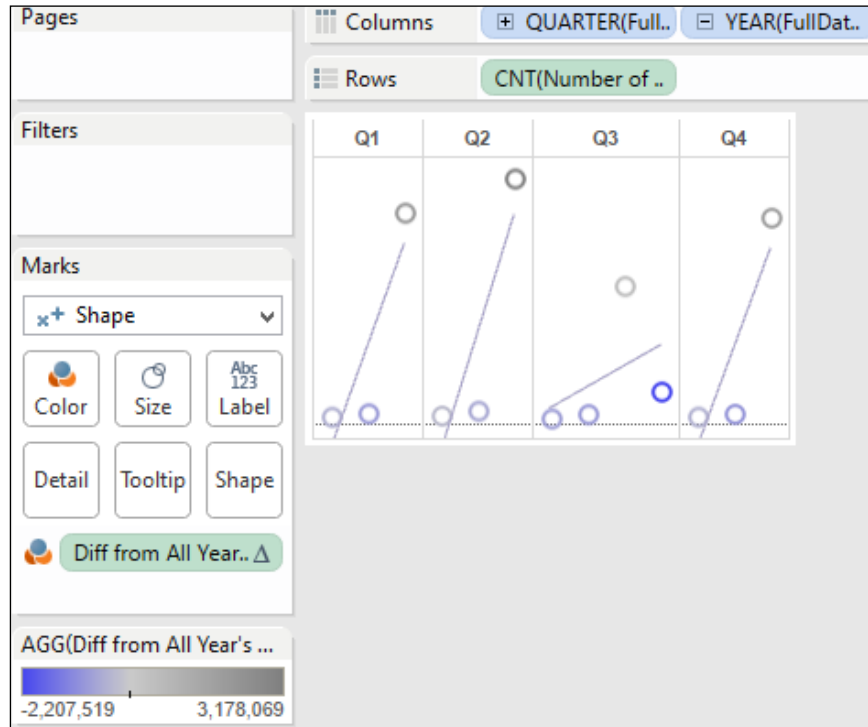 Pages
Columns
QUARTER(Full..
YEAR(FullDat..
Rows
CNT(Number of ..
Filters
Q1
Q2
Q3
Q4
Marks
Shape
Color
Size
Abc
123
Label
Detail
Tooltip
Shape
Diff from All Year.. Δ
AGG(Diff from All Year's ...
-2,207,519
3,178,069